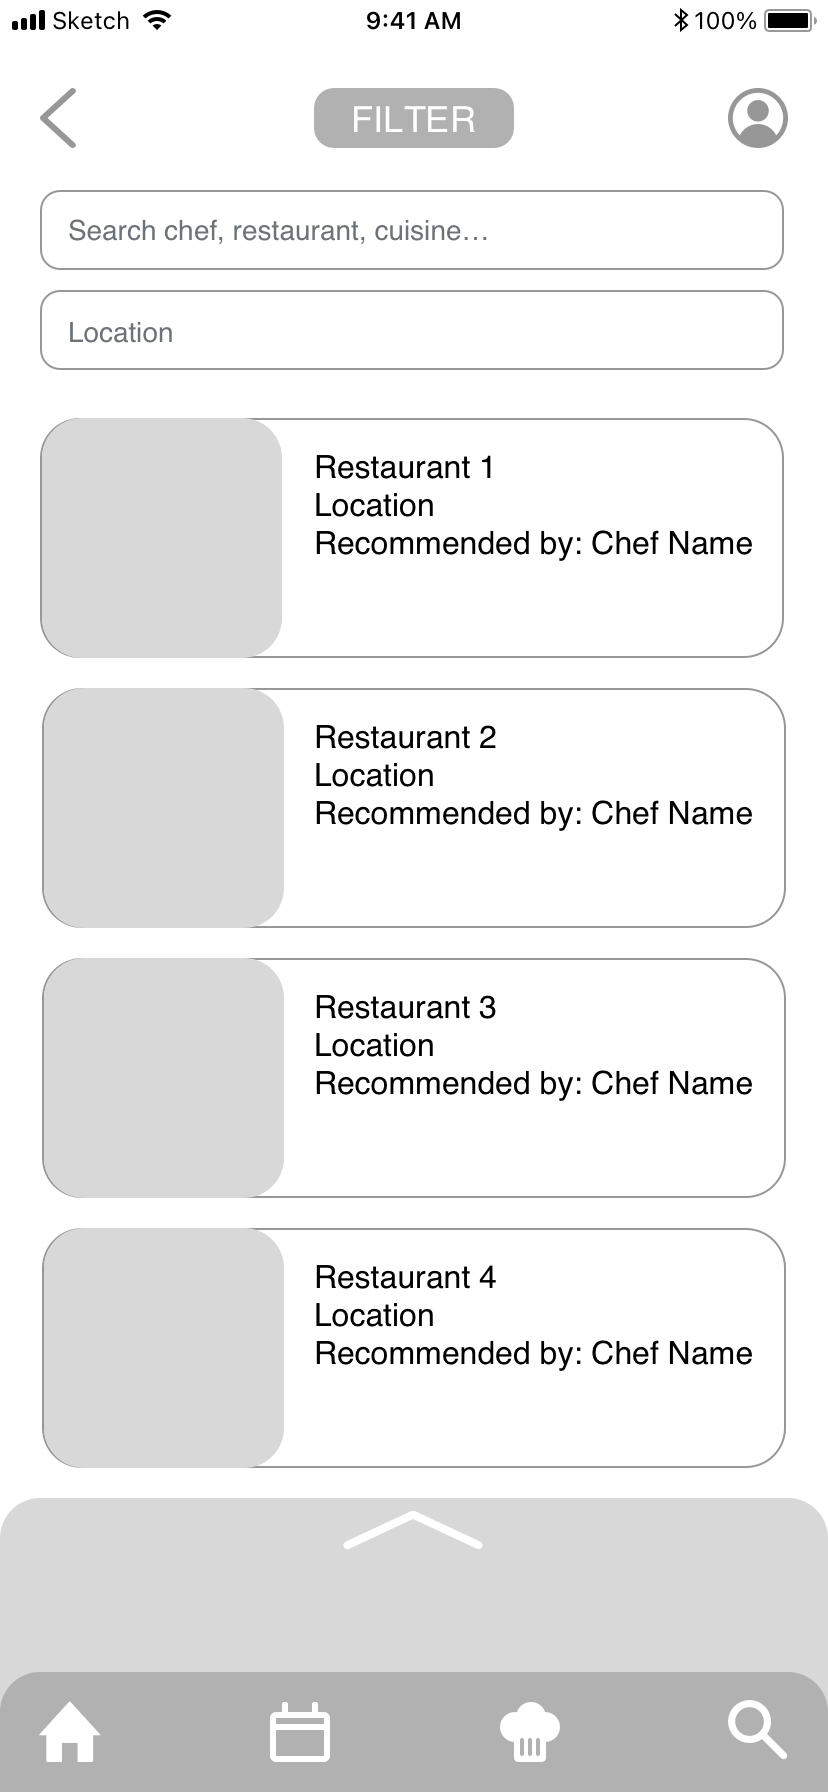 Sketch 9:41 AM 100%
FILTER
Search chef, restaurant, cuisine...
Location
Restaurant 1
Location
Recommended by: Chef Name
Restaurant 2
Location
Recommended by: Chef Name
Restaurant 3
Location
Recommended by: Chef Name
Restaurant 4
Location
Recommended by: Chef Name